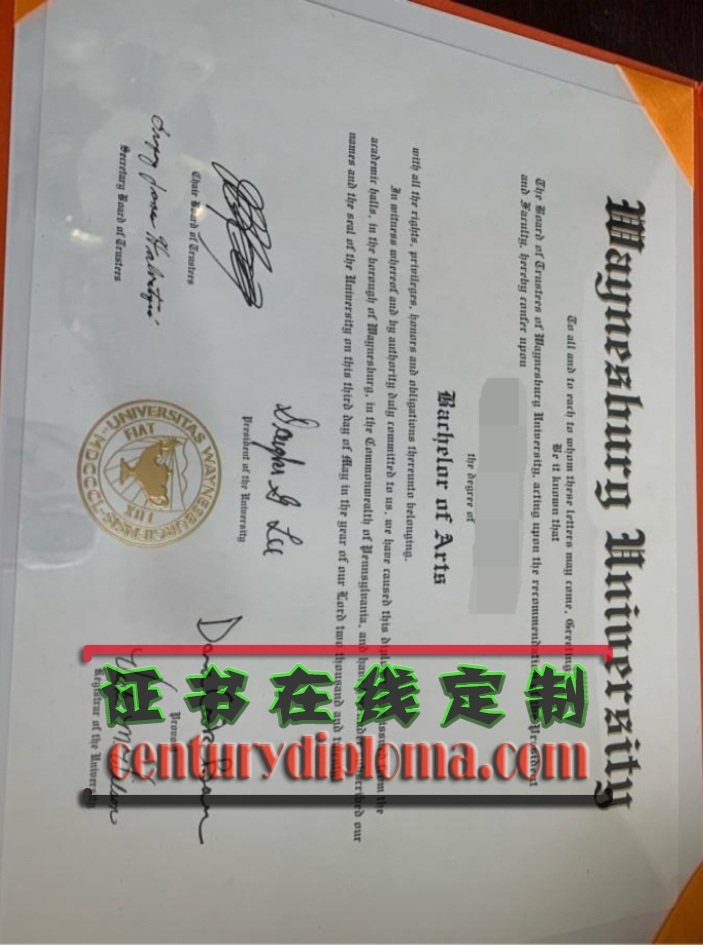 Waynesburg University
To all and to each to whom these letters may come, Greeting
Be it known that
The Board of Trustees of Waynesburg University, acting upon the recommendation President
and Faculty, hereby confer upon
the degree of
Bachelor of Arts
with all the rights, privileges, honors and obligations thereunto belonging.
In witness whereof and by authority duly committed to us, we have caused this the
academic halls, in the borough of Waynesburg, in the Commonwealth of Pennsylvania, and our
names and the seal of the University on this third day of May in the year of our Lord two thousand and
Chair Board of Trustees
Secretary Board of Trustees
Douglas G Lee
President of the University
Registrar of the University
UNIVERSITAS WAYNESBURGENSIS
MDCCCL
FIAT
LUX
证书在线定制
centurydiploma.com